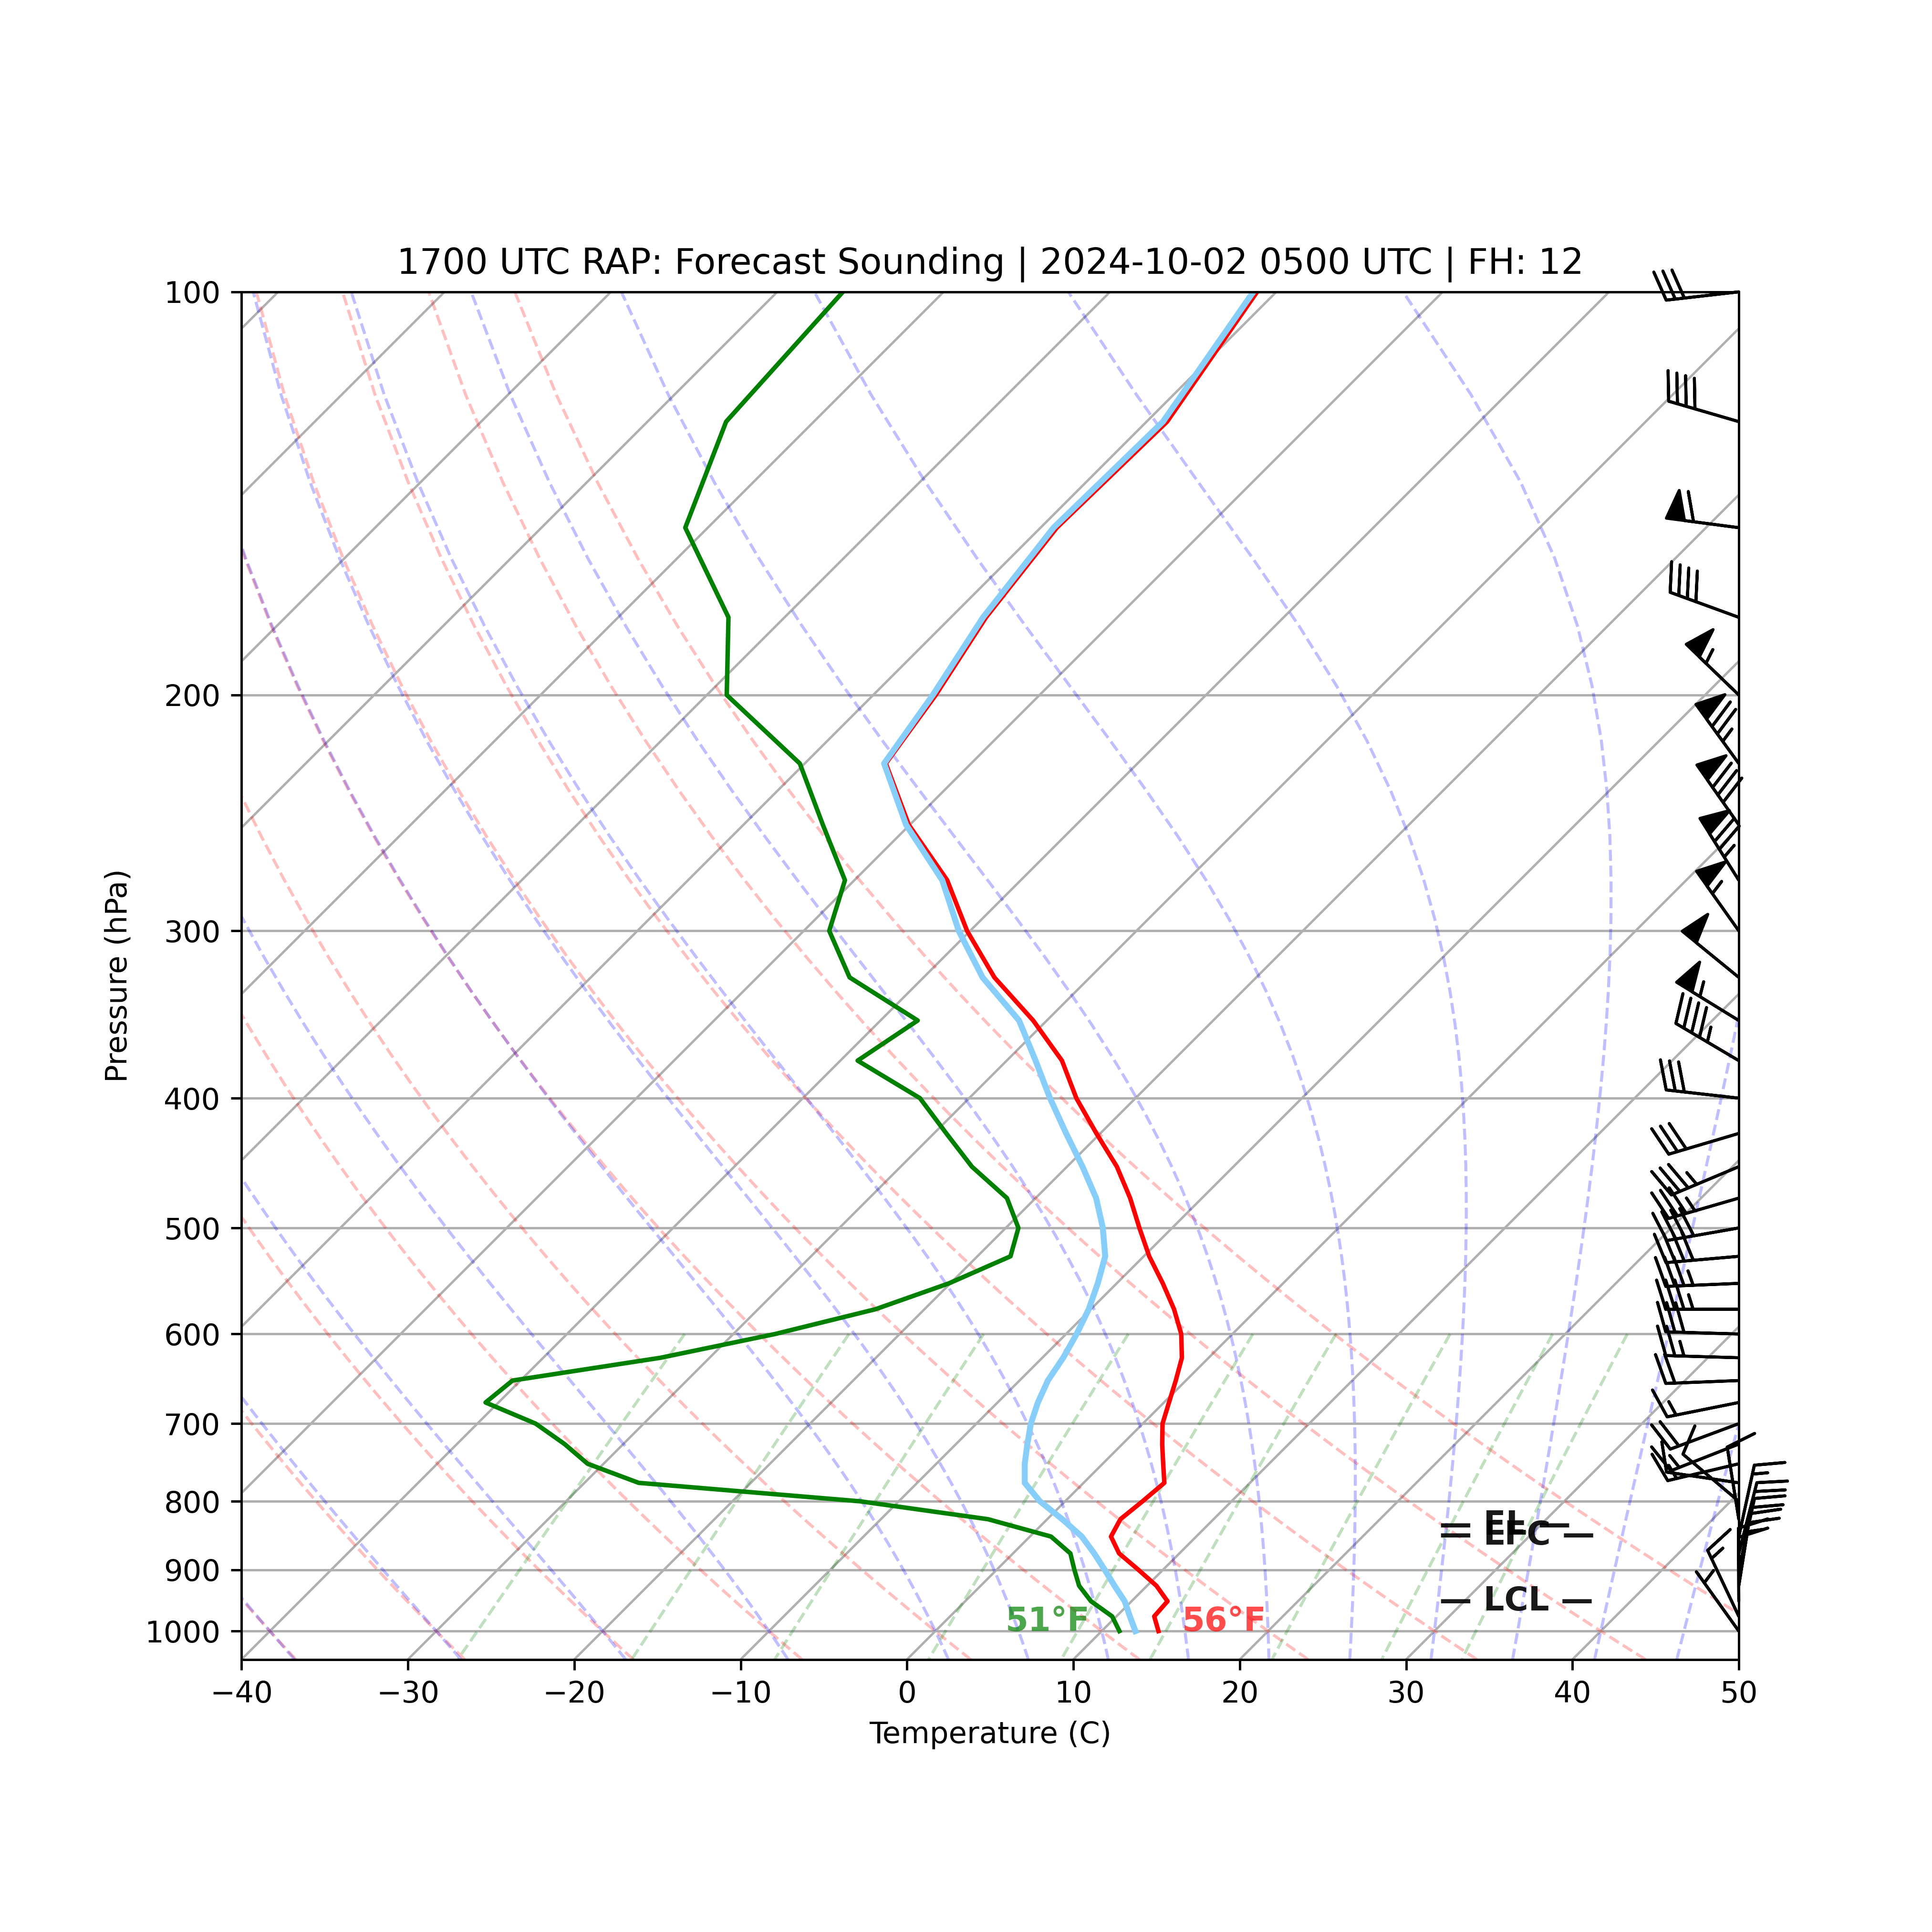 1700 UTC RAP: Forecast Sounding | 2024-10-02 0500 UTC | FH: 12
100
200
300
400
500
600
700
800
900
1000
Pressure (hPa)
— EL —
— LFC —
— LCL —
51°F
56°F
−40 −30 −20 −10 0 10 20 30 40 50
Temperature (C)